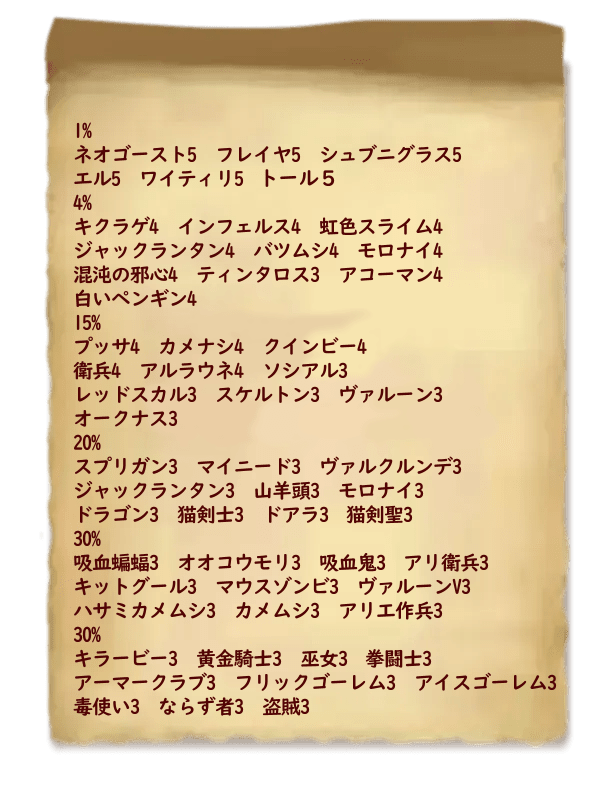 1%
ネオゴースト5 フレイヤ5 シュブニグラス5
エル5 ワイティリ5 トール５
4%
キクラゲ4 インフェルス4 虹色スライム4
ジャックランタン4 バツムシ4 モロナイ4
混沌の邪心4 ティンタロス3 アコーマン4
白いペンギン4
15%
プッサ4 カメナシ4 クインビー4
衛兵4 アルラウネ4 ソシアル3
レッドスカル3 スケルトン3 ヴァルーン3
オークナス3
20%
スプリガン3 マイニード3 ヴァルクルンデ3
ジャックランタン3 山羊頭3 モロナイ3
ドラゴン3 猫剣士3 ドアラ3 猫剣聖3
30%
吸血蝙蝠3 オオコウモリ3 吸血鬼3 アリ衛兵3
キットグール3 マウスゾンビ3 ヴァルーンV3
ハサミカメムシ3 カメムシ3 アリエ作兵3
30%
キラービー3 黄金騎士3 巫女3 拳闘士3
アーマークラブ3 フリックゴーレム3 アイスゴーレム3
毒使い3 ならず者3 盗賊3